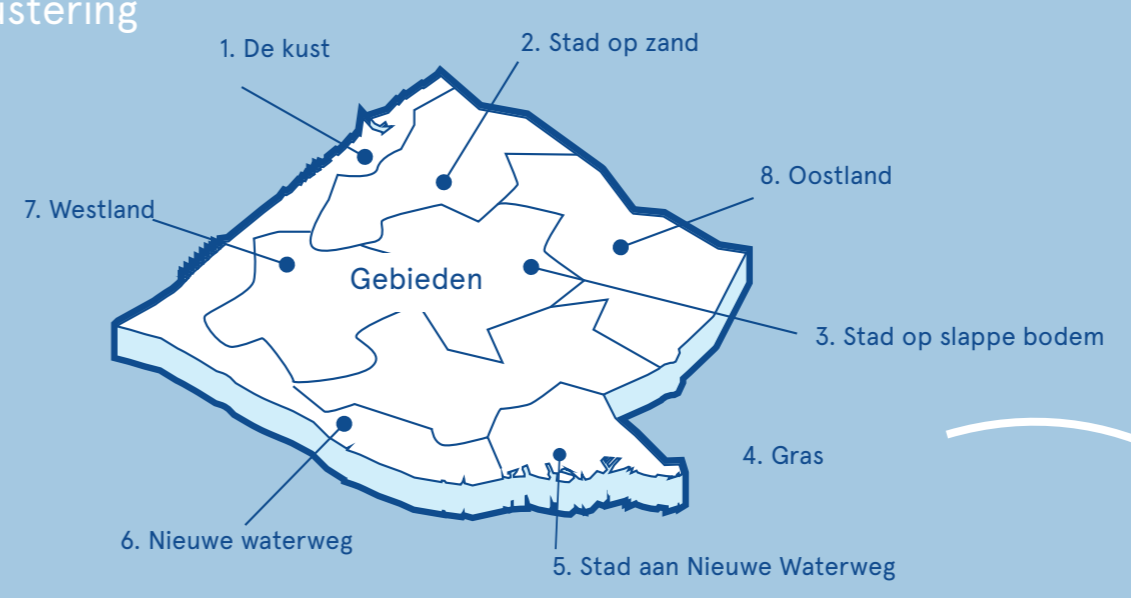 istering
1. De kust
2. Stad op zand
8. Oostland
7. Westland
Gebieden
3. Stad op slappe bodem
4. Gras
6. Nieuwe waterweg
5. Stad aan Nieuwe Waterweg